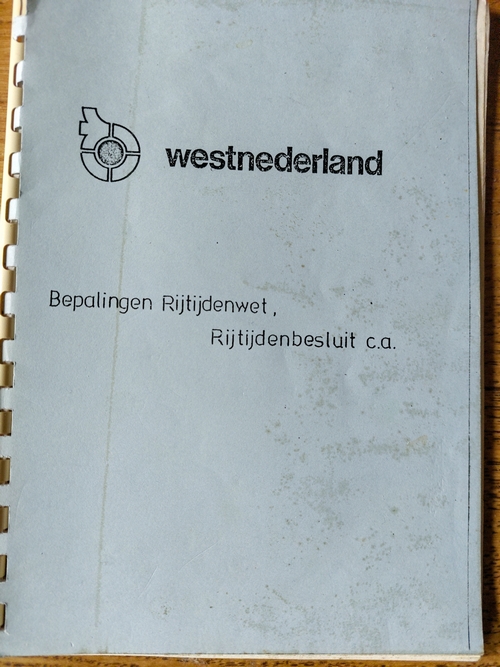 westnederland
Bepalingen Rijtijdenwet,
Rijtijdenbesluit c.a.